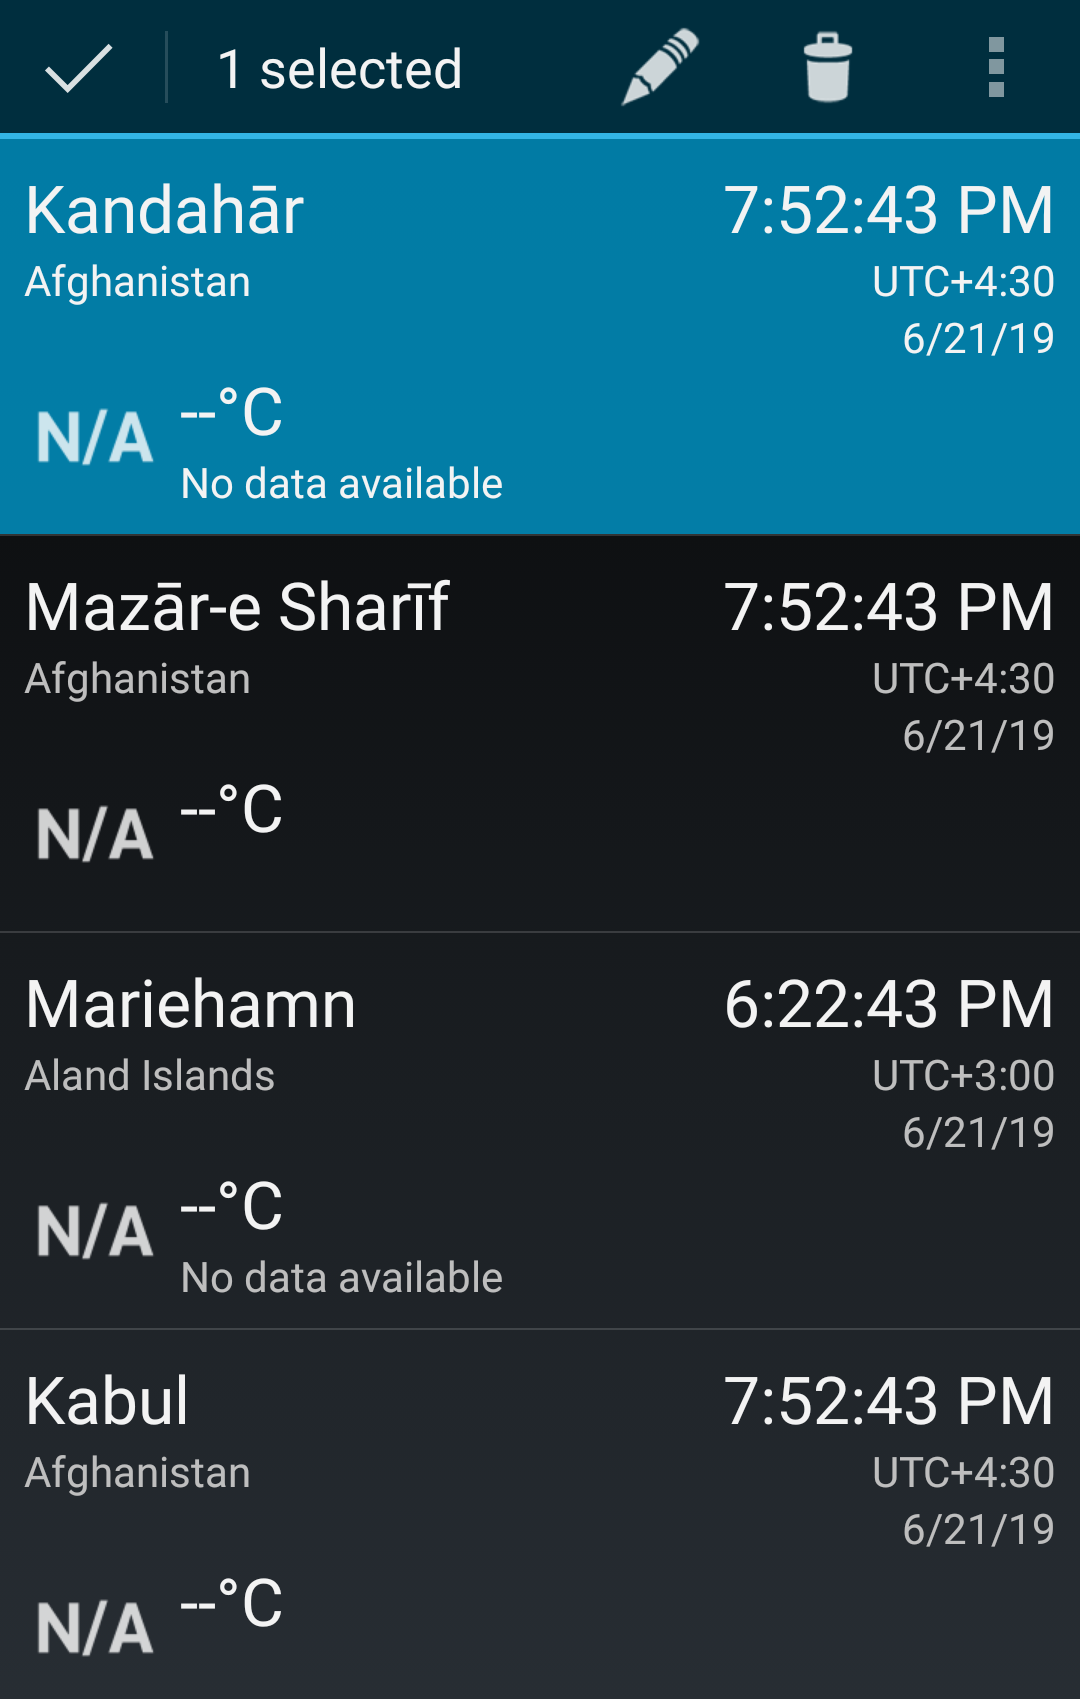 1 selected
Kandahār 7:52:43 PM
Afghanistan UTC+4:30
6/21/19
N/A --°C
No data available
Mazār-e Sharīf 7:52:43 PM
Afghanistan UTC+4:30
6/21/19
N/A --°C
Mariehamn 6:22:43 PM
Aland Islands UTC+3:00
6/21/19
N/A --°C
No data available
Kabul 7:52:43 PM
Afghanistan UTC+4:30
6/21/19
N/A --°C